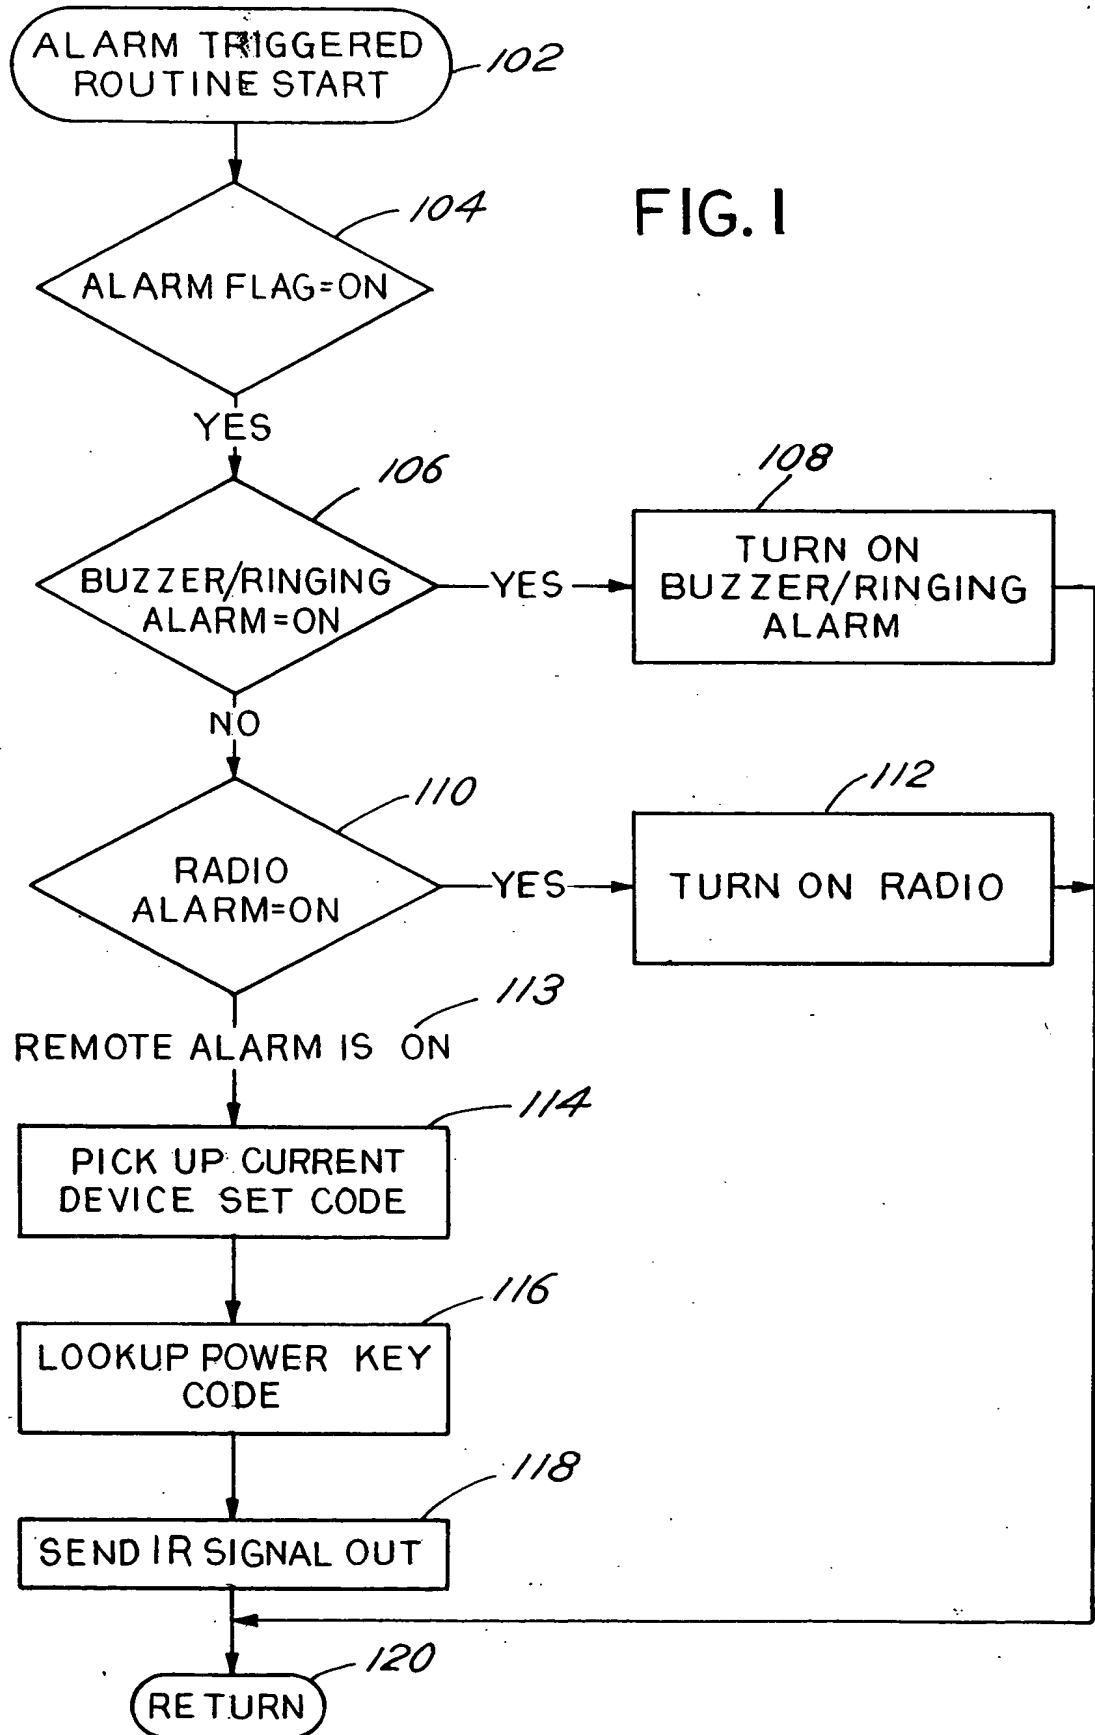 ALARM TRIGGERED
ROUTINE START
102
104
FIG. 1
ALARM FLAG=ON
YES
106
108
BUZZER/RINGING
ALARM=ON
YES
TURN ON
BUZZER/RINGING
ALARM
NO
110
112
RADIO
ALARM=ON
YES
TURN ON RADIO
113
REMOTE ALARM IS ON
114
PICK UP CURRENT
DEVICE SET CODE
116
LOOKUP POWER KEY
CODE
118
SEND IR SIGNAL OUT
120
RETURN